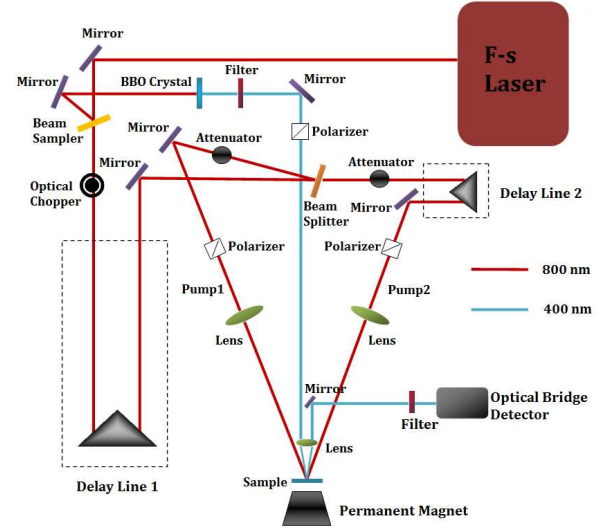 Mirror
F-s
Laser
Mirror
BBO Crystal
Filter
Mirror
Beam
Sampler
Mirror
Attenuator
Polarizer
Attenuator
Mirror
Optical
Chopper
Beam
Splitter
Mirror
Delay Line 2
Polarizer
Polarizer
800 nm
Pump1
Pump2
400 nm
Lens
Lens
Mirror
Optical Bridge
Detector
Filter
Lens
Sample
Delay Line 1
Permanent Magnet